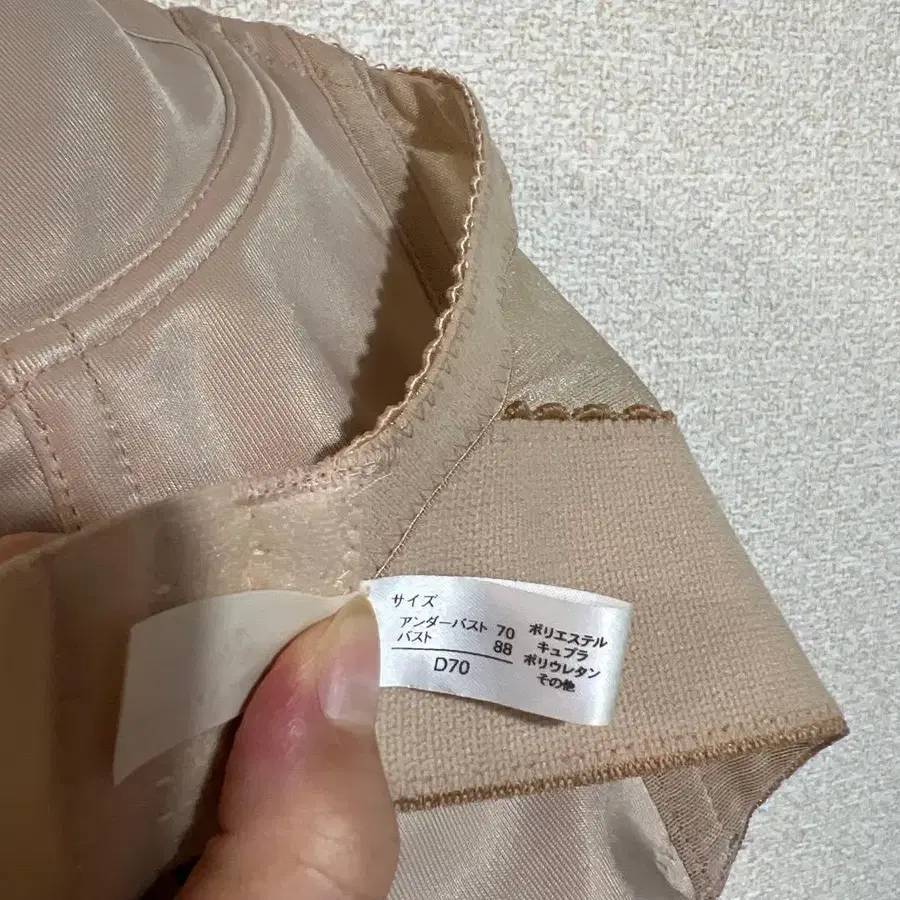 サイズ
アンダーバスト 70
バスト 88
D70
ポリエステル
キュプラ
ポリウレタン
その他